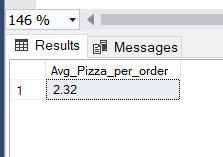 146 %
Results Messages
Avg_Pizza_per_order
1 2.32